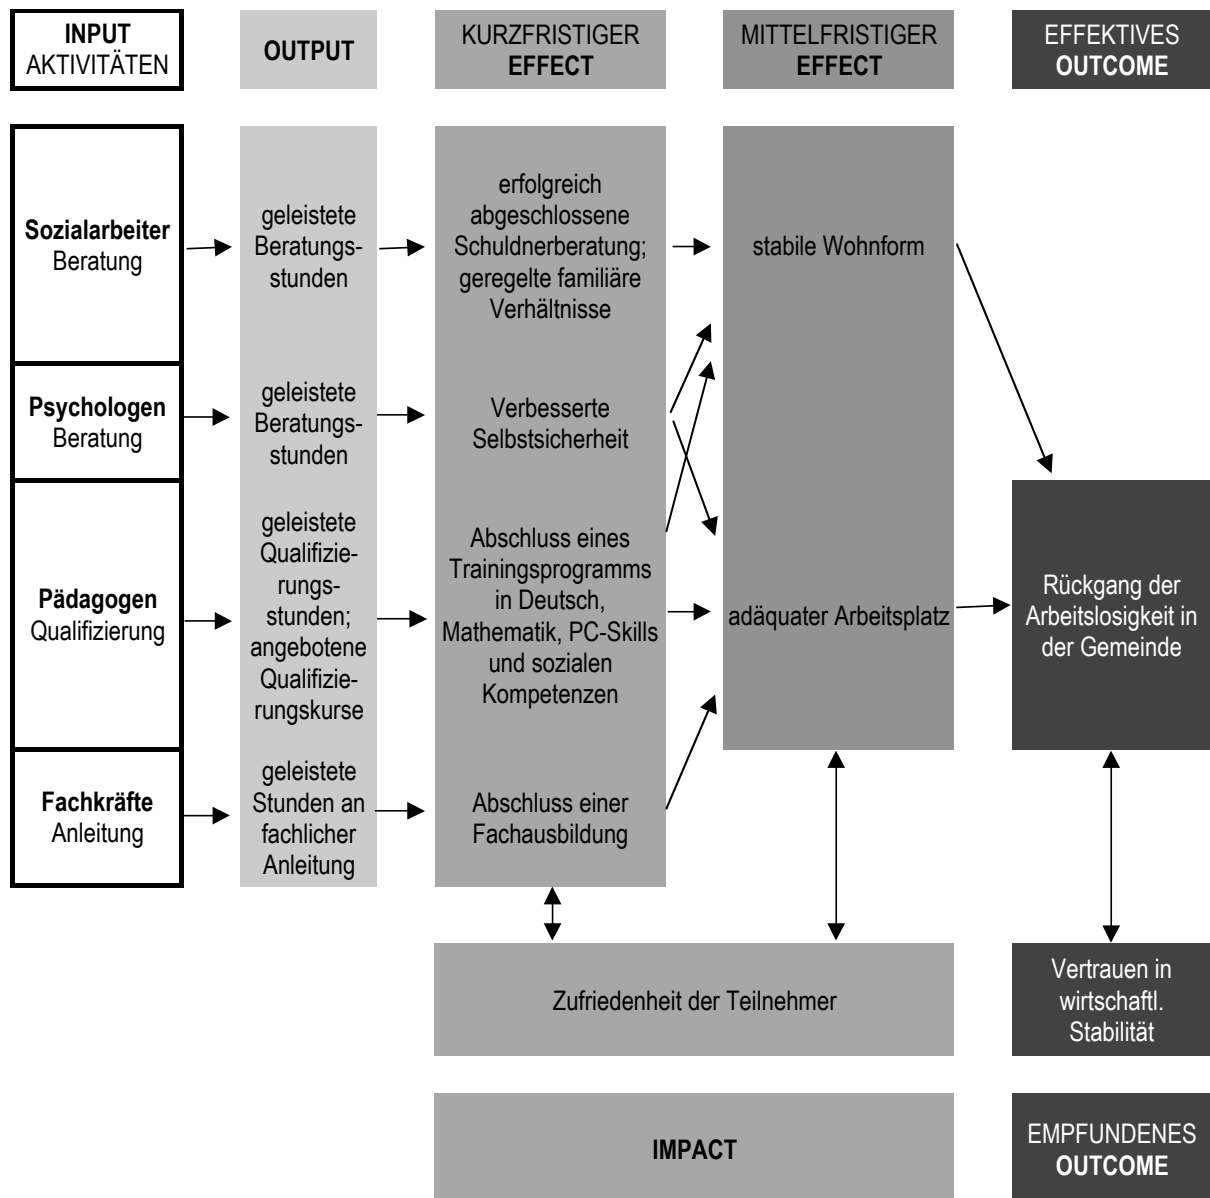 INPUT
AKTIVITÄTEN
OUTPUT
KURZFRISTIGER
EFFECT
MITTELFRISTIGER
EFFECT
EFFEKTIVES
OUTCOME
Sozialarbeiter
Beratung
geleistete
Beratungs-
stunden
erfolgreich
abgeschlossene
Schuldnerberatung;
geregelte familiäre
Verhältnisse
stabile Wohnform
Psychologen
Beratung
geleistete
Beratungs-
stunden
Verbesserte
Selbstsicherheit
Pädagogen
Qualifizierung
geleistete
Qualifizie-
rungs-
stunden;
angebotene
Qualifizie-
rungskurse
Abschluss eines
Trainingsprogramms
in Deutsch,
Mathematik, PC-Skills
und sozialen
Kompetenzen
adäquater Arbeitsplatz
Rückgang der
Arbeitslosigkeit in
der Gemeinde
Fachkräfte
Anleitung
geleistete
Stunden an
fachlicher
Anleitung
Abschluss einer
Fachausbildung
Zufriedenheit der Teilnehmer
Vertrauen in
wirtschaftl.
Stabilität
IMPACT
EMPFUNDENES
OUTCOME